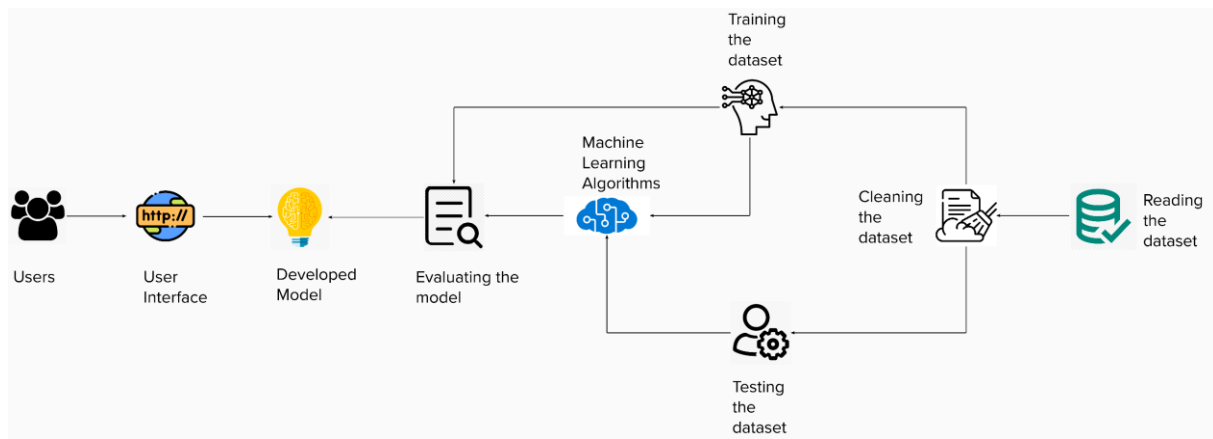 Training
the
dataset
Machine
Learning
Algorithms
Cleaning
the
dataset
Reading
the
dataset
http://
Users
User
Interface
Developed
Model
Evaluating the
model
Testing
the
dataset